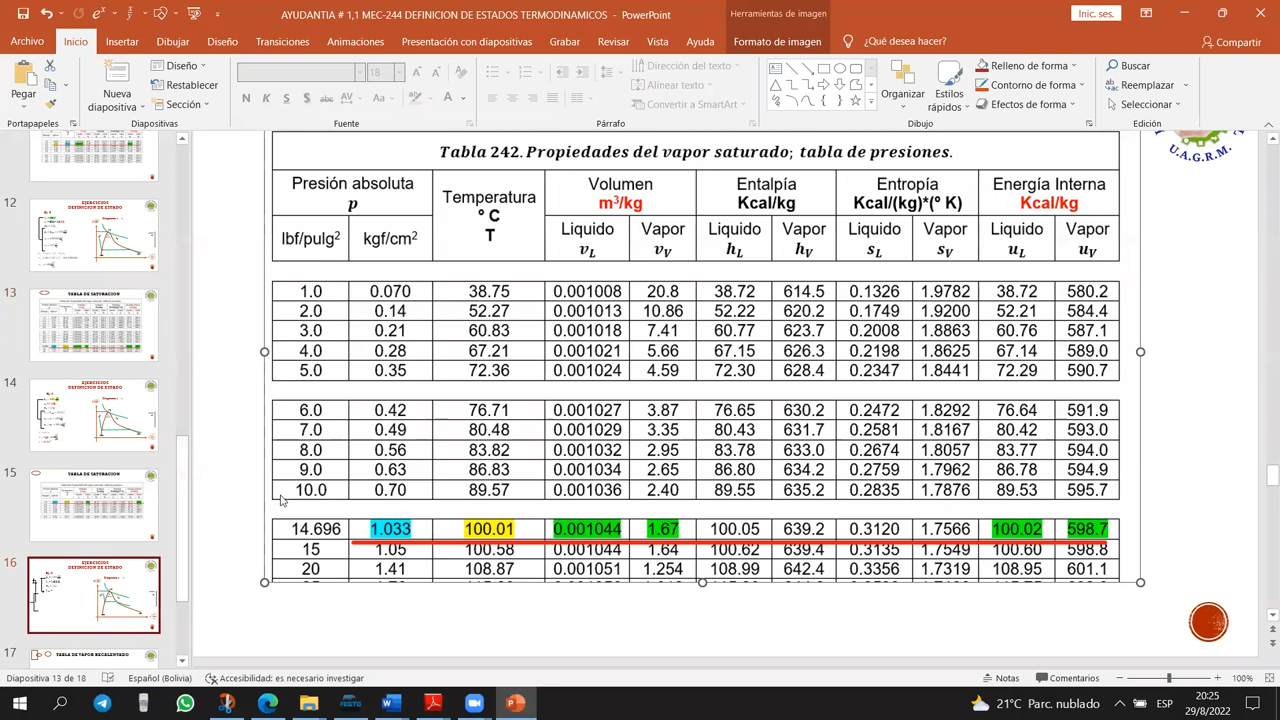 AYUDANTIA # 1,1 MEC-244 DEFINICION DE ESTADOS TERMODINAMICOS - PowerPoint
Herramientas de imagen
Inic. ses.
Archivo Inicio Insertar Dibujar Diseño Transiciones Animaciones Presentación con diapositivas Grabar Revisar Vista Ayuda Formato de imagen ¿Qué desea hacer? Compartir
Pegar
Nueva diapositiva
Diseño
Restablecer
Sección
18
N K S S abc AV Aa A
Dirección del texto
Alinear texto
Convertir a SmartArt
Organizar
Estilos rápidos
Relleno de forma
Contorno de forma
Efectos de forma
Buscar
Reemplazar
Seleccionar
Portapapeles Diapositivas Fuente Párrafo Dibujo Edición
12
EJERCICIOS
DEFINICION DE ESTADO
13
TABLA DE SATURACION
14
EJERCICIOS
DEFINICION DE ESTADO
15
TABLA DE SATURACION
16
17
TABLA DE VAPOR RECALENTADO
U.A.G.R.M.
Tabla 242. Propiedades del vapor saturado; tabla de presiones.
Presión absoluta p Temperatura ° C T Volumen m³/kg Entalpía Kcal/kg Entropía Kcal/(kg)*(° K) Energía Interna Kcal/kg
lbf/pulg² kgf/cm² Liquido vL Vapor vV Liquido hL Vapor hV Liquido sL Vapor sV Liquido uL Vapor uV
1.0 0.070 38.75 0.001008 20.8 38.72 614.5 0.1326 1.9782 38.72 580.2
2.0 0.14 52.27 0.001013 10.86 52.22 620.2 0.1749 1.9200 52.21 584.4
3.0 0.21 60.83 0.001018 7.41 60.77 623.7 0.2008 1.8863 60.76 587.1
4.0 0.28 67.21 0.001021 5.66 67.15 626.3 0.2198 1.8625 67.14 589.0
5.0 0.35 72.36 0.001024 4.59 72.30 628.4 0.2347 1.8441 72.29 590.7
6.0 0.42 76.71 0.001027 3.87 76.65 630.2 0.2472 1.8292 76.64 591.9
7.0 0.49 80.48 0.001029 3.35 80.43 631.7 0.2581 1.8167 80.42 593.0
8.0 0.56 83.82 0.001032 2.95 83.78 633.0 0.2674 1.8057 83.77 594.0
9.0 0.63 86.83 0.001034 2.65 86.80 634.2 0.2759 1.7962 86.78 594.9
10.0 0.70 89.57 0.001036 2.40 89.55 635.2 0.2835 1.7876 89.53 595.7
14.696 1.033 100.01 0.001044 1.67 100.05 639.2 0.3120 1.7566 100.02 598.7
15 1.05 100.58 0.001044 1.64 100.62 639.4 0.3135 1.7549 100.60 598.8
20 1.41 108.87 0.001051 1.254 108.99 642.4 0.3356 1.7319 108.95 601.1
Diapositiva 13 de 18 Español (Bolivia) Accesibilidad: es necesario investigar Notas Comentarios 100%
FESTO
21°C Parc. nublado ESP 20:25
29/8/2022